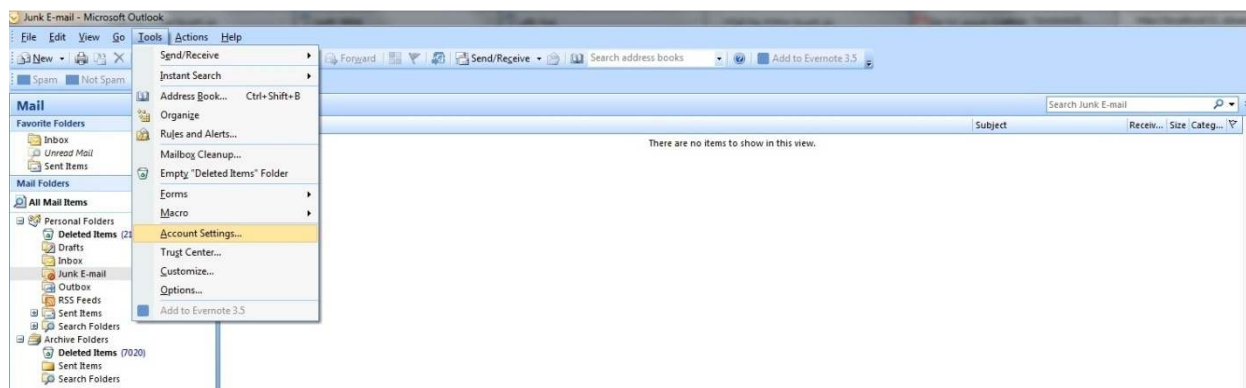 Junk E-mail - Microsoft Outlook
File Edit View Go Tools Actions Help
New Forward Send/Receive Search address books Add to Evernote 3.5
Spam Not Spam
Send/Receive
Instant Search
Address Book... Ctrl+Shift+B
Organize
Rules and Alerts...
Mailbox Cleanup...
Empty "Deleted Items" Folder
Forms
Macro
Account Settings...
Trust Center...
Customize...
Options...
Add to Evernote 3.5
Mail
Favorite Folders
Inbox
Unread Mail
Sent Items
Mail Folders
All Mail Items
Personal Folders
Deleted Items (21
Drafts
Inbox
Junk E-mail
Outbox
RSS Feeds
Sent Items
Search Folders
Archive Folders
Deleted Items (7020)
Sent Items
Search Folders
Search Junk E-mail
Subject Receiv... Size Categ...
There are no items to show in this view.